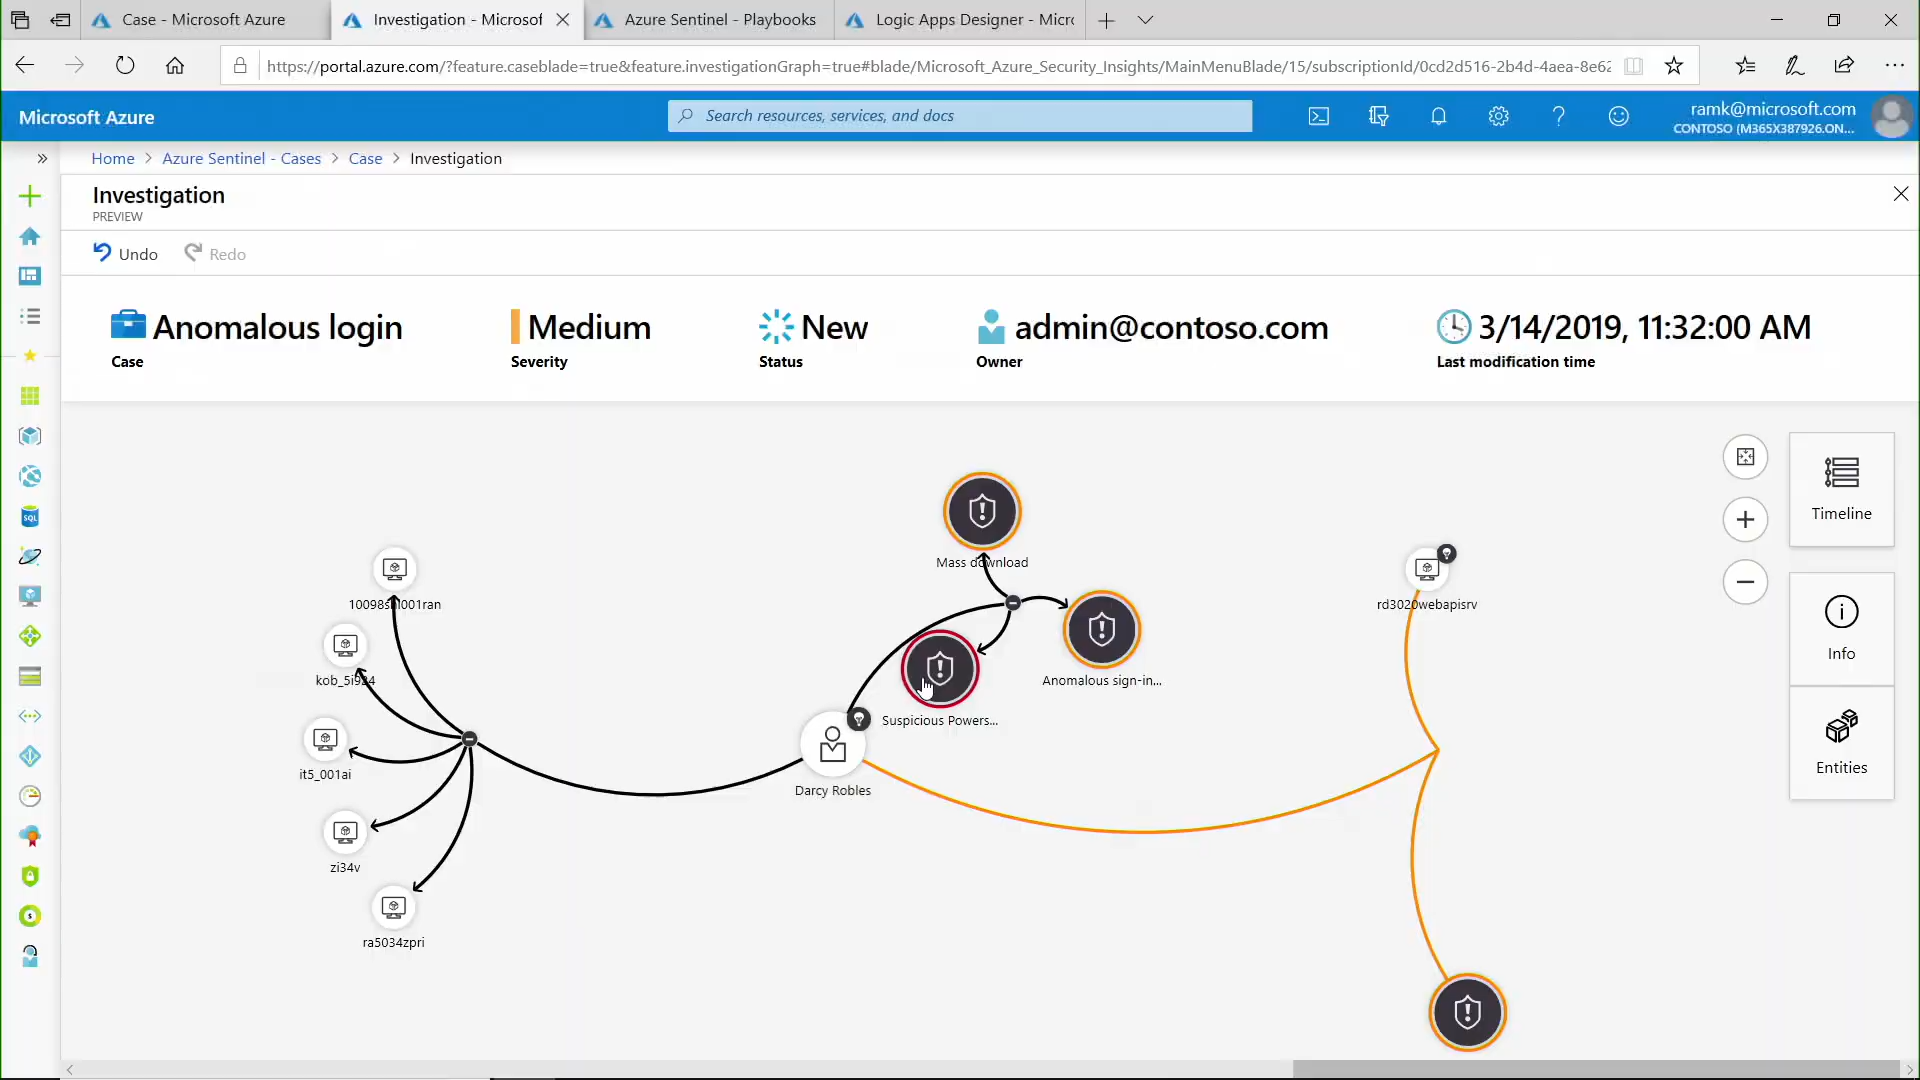 Case - Microsoft Azure
Investigation - Microsof
Azure Sentinel - Playbooks
Logic Apps Designer - Micro
https://portal.azure.com/?feature.caseblade=true&feature.investigationGraph=true#blade/Microsoft_Azure_Security_Insights/MainMenuBlade/15/subscriptionId/0cd2d516-2b4d-4aea-8e62
Microsoft Azure
Search resources, services, and docs
ramk@microsoft.com
CONTOSO (M365X387926.ON...
Home > Azure Sentinel - Cases > Case > Investigation
Investigation
PREVIEW
Undo
Redo
Anomalous login
Case
Medium
Severity
New
Status
admin@contoso.com
Owner
3/14/2019, 11:32:00 AM
Last modification time
Mass download
Anomalous sign-in...
Suspicious Powers...
Darcy Robles
kob_5i924
it5_001ai
zi34v
ra5034zpri
rd3020webapisrv
Timeline
Info
Entities
SQL